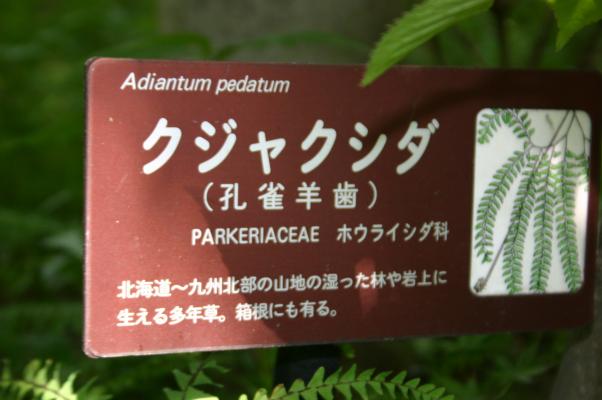 Adiantum pedatum
クジャクシダ
(孔雀羊歯)
PARKERIACEAE ホウライシダ科
北海道〜九州北部の山地の湿った林や岩上に
生える多年草。箱根にも有る。